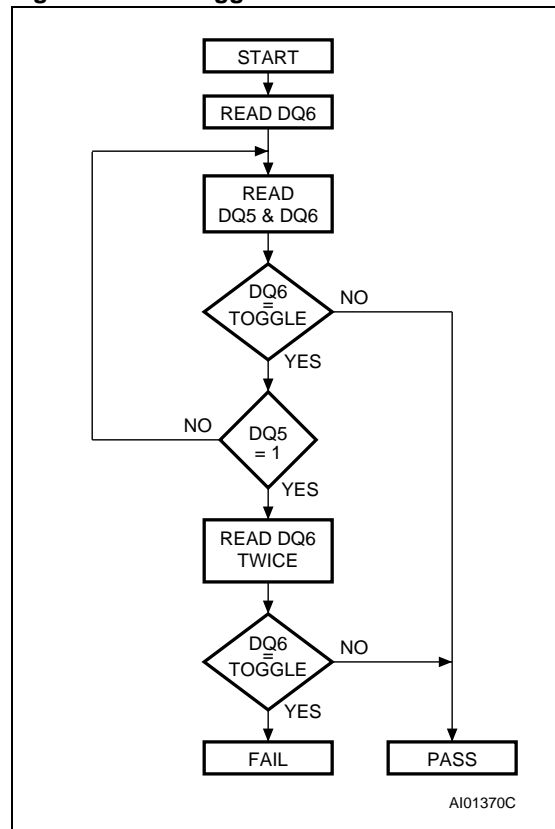 START
READ DQ6
READ
DQ5 & DQ6
DQ6
=
TOGGLE
NO
YES
NO
DQ5
= 1
YES
READ DQ6
TWICE
DQ6
=
TOGGLE
NO
YES
FAIL
PASS
AI01370C